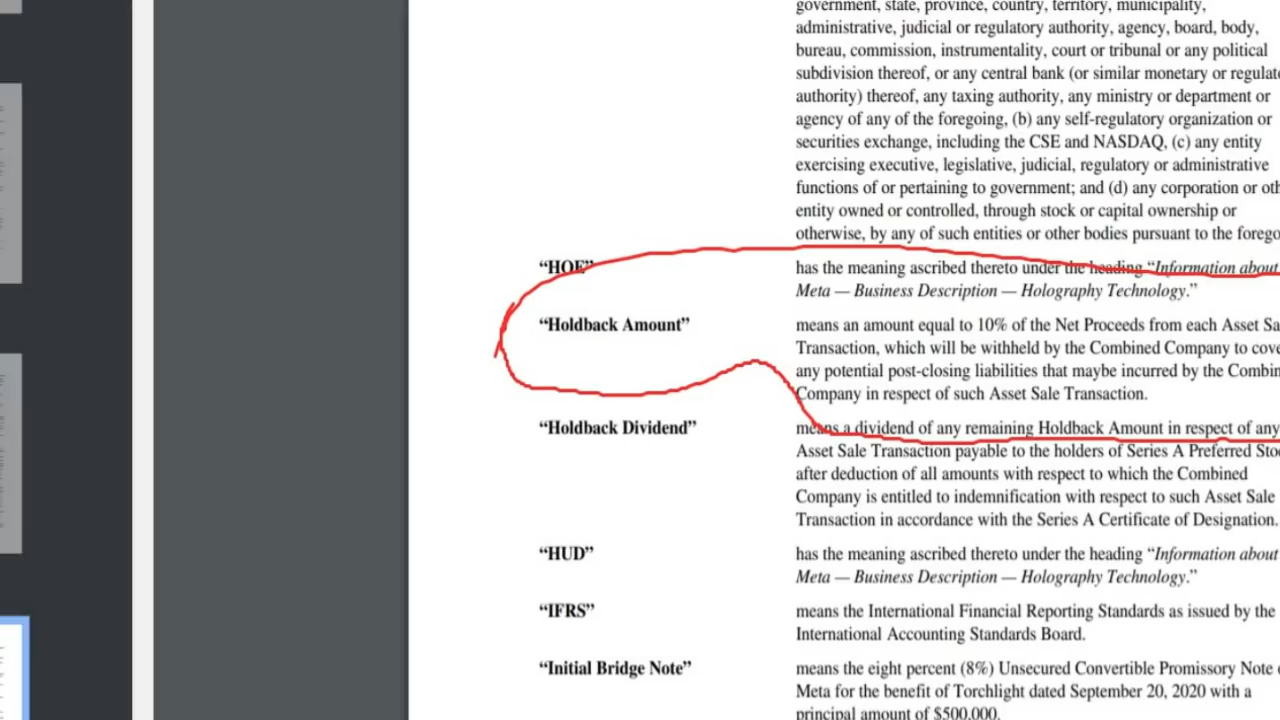 government, state, province, country, territory, municipality,
administrative, judicial or regulatory authority, agency, board, body,
bureau, commission, instrumentality, court or tribunal or any political
subdivision thereof, or any central bank (or similar monetary or regulat
authority) thereof, any taxing authority, any ministry or department or
agency of any of the foregoing, (b) any self-regulatory organization or
securities exchange, including the CSE and NASDAQ, (c) any entity
exercising executive, legislative, judicial, regulatory or administrative
functions of or pertaining to government; and (d) any corporation or oth
entity owned or controlled, through stock or capital ownership or
otherwise, by any of such entities or other bodies pursuant to the forego
“HOE” has the meaning ascribed thereto under the heading “Information about
Meta — Business Description — Holography Technology.”
“Holdback Amount” means an amount equal to 10% of the Net Proceeds from each Asset Sa
Transaction, which will be withheld by the Combined Company to cove
any potential post-closing liabilities that maybe incurred by the Combin
Company in respect of such Asset Sale Transaction.
“Holdback Dividend” means a dividend of any remaining Holdback Amount in respect of any
Asset Sale Transaction payable to the holders of Series A Preferred Sto
after deduction of all amounts with respect to which the Combined
Company is entitled to indemnification with respect to such Asset Sale
Transaction in accordance with the Series A Certificate of Designation.
“HUD” has the meaning ascribed thereto under the heading “Information about
Meta — Business Description — Holography Technology.”
“IFRS” means the International Financial Reporting Standards as issued by the
International Accounting Standards Board.
“Initial Bridge Note” means the eight percent (8%) Unsecured Convertible Promissory Note
Meta for the benefit of Torchlight dated September 20, 2020 with a
principal amount of $500,000.